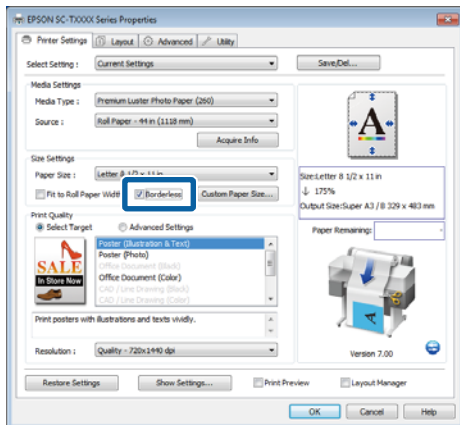 EPSON SC-TXXXX Series Properties
Printer Settings
Layout
Advanced
Utility
Select Setting :
Current Settings
Save/Del...
Media Settings
Media Type :
Premium Luster Photo Paper (260)
Source :
Roll Paper - 44 in (1118 mm)
Acquire Info
Size Settings
Paper Size :
Letter 8 1/2 x 11 in
Fit to Roll Paper Width
Borderless
Custom Paper Size...
Print Quality
Select Target
Advanced Settings
SALE
In Store Now
Poster (Illustration & Text)
Poster (Photo)
Office Document (Black)
Office Document (Color)
CAD / Line Drawing (Black)
CAD / Line Drawing (Color)
Print posters with illustrations and texts vividly.
Resolution :
Quality - 720x1440 dpi
A
Size:Letter 8 1/2 x 11 in
↓ 175%
Output Size:Super A3 / B 329 x 483 mm
Paper Remaining:
-
A
Version 7.00
Restore Settings
Show Settings...
Print Preview
Layout Manager
OK
Cancel
Help